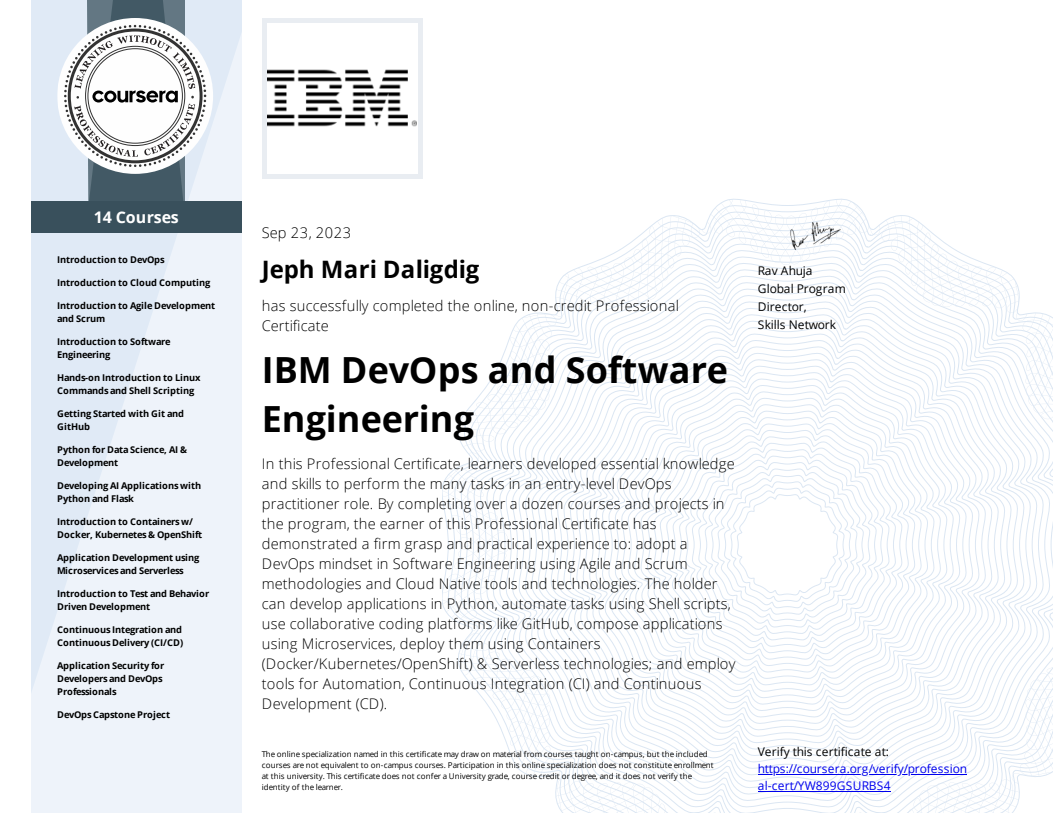 LEARNING WITHOUT LIMITS
coursera
PROFESSIONAL CERTIFICATE
IBM®
14 Courses
Introduction to DevOps
Introduction to Cloud Computing
Introduction to Agile Development
and Scrum
Introduction to Software
Engineering
Hands-on Introduction to Linux
Commands and Shell Scripting
Getting Started with Git and
GitHub
Python for Data Science, AI &
Development
Developing AI Applications with
Python and Flask
Introduction to Containers w/
Docker, Kubernetes & OpenShift
Application Development using
Microservices and Serverless
Introduction to Test and Behavior
Driven Development
Continuous Integration and
Continuous Delivery (CI/CD)
Application Security for
Developers and DevOps
Professionals
DevOps Capstone Project
Sep 23, 2023
Jeph Mari Daligdig
has successfully completed the online, non-credit Professional
Certificate
IBM DevOps and Software
Engineering
In this Professional Certificate, learners developed essential knowledge
and skills to perform the many tasks in an entry-level DevOps
practitioner role. By completing over a dozen courses and projects in
the program, the earner of this Professional Certificate has
demonstrated a firm grasp and practical experience to: adopt a
DevOps mindset in Software Engineering using Agile and Scrum
methodologies and Cloud Native tools and technologies. The holder
can develop applications in Python, automate tasks using Shell scripts,
use collaborative coding platforms like GitHub, compose applications
using Microservices, deploy them using Containers
(Docker/Kubernetes/OpenShift) & Serverless technologies; and employ
tools for Automation, Continuous Integration (CI) and Continuous
Development (CD).
The online specialization named in this certificate may draw on material from courses taught on-campus, but the included
courses are not equivalent to on-campus courses. Participation in this online specialization does not constitute enrollment
at this university. This certificate does not confer a University grade, course credit or degree, and it does not verify the
identity of the learner.
Rav Ahuja
Rav Ahuja
Global Program
Director,
Skills Network
Verify this certificate at:
https://coursera.org/verify/profession
al-cert/YW899GSURBS4